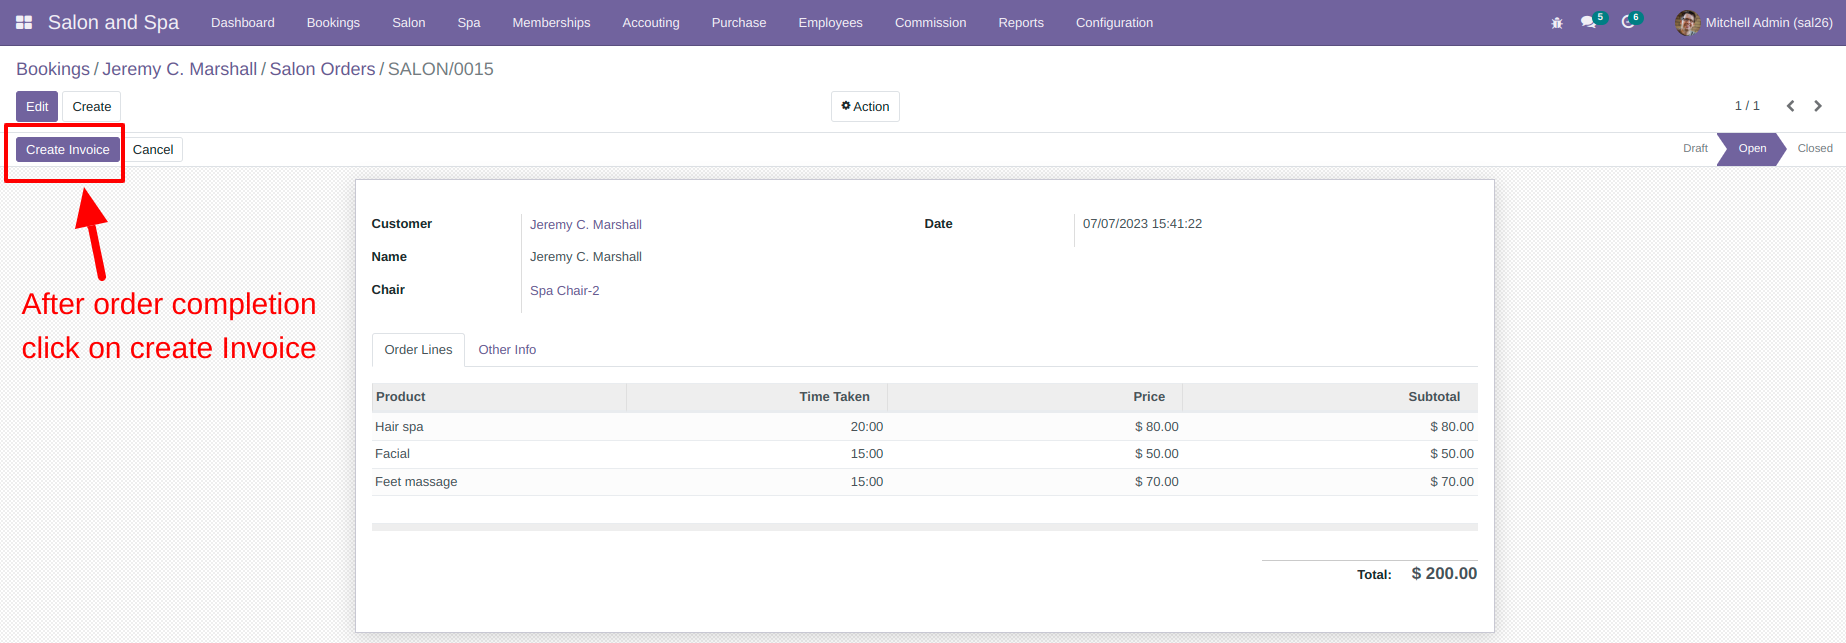 Salon and Spa Dashboard Bookings Salon Spa Memberships Accouting Purchase Employees Commission Reports Configuration 5 6 Mitchell Admin (sal26)
Bookings / Jeremy C. Marshall / Salon Orders / SALON/0015
Edit Create Action 1 / 1
Create Invoice Cancel Draft Open Closed
After order completion
click on create Invoice
Customer Jeremy C. Marshall Date 07/07/2023 15:41:22
Name Jeremy C. Marshall
Chair Spa Chair-2
Order Lines Other Info
Product Time Taken Price Subtotal
Hair spa 20:00 $ 80.00 $ 80.00
Facial 15:00 $ 50.00 $ 50.00
Feet massage 15:00 $ 70.00 $ 70.00
Total: $ 200.00